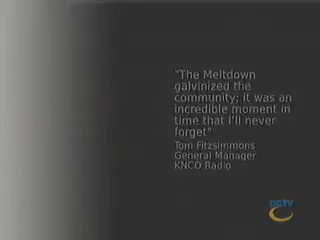 "The Meltdown
galvinized the
community; it was an
incredible moment in
time that I'll never
forget"
Tom Fitzsimmons
General Manager
KNCO Radio
nctv